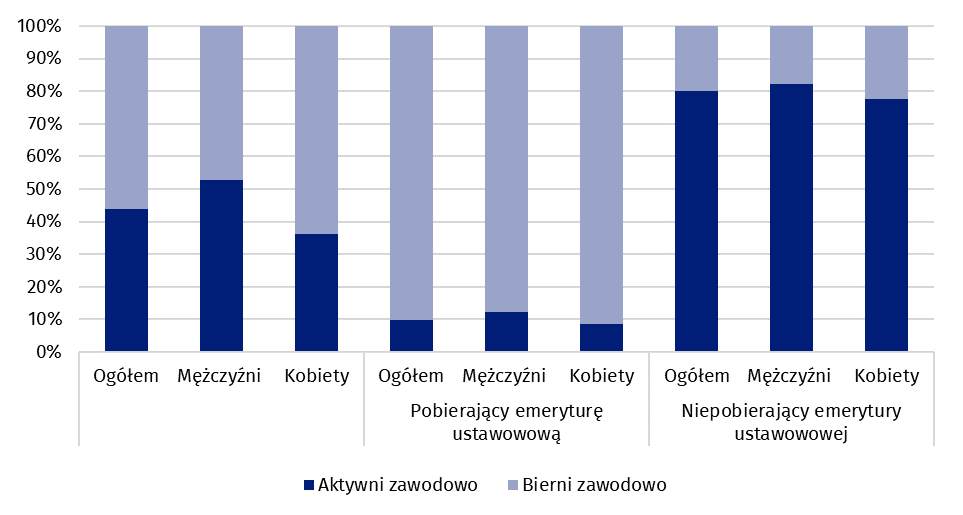 100%
90%
80%
70%
60%
50%
40%
30%
20%
10%
0%
Ogółem Mężczyźni Kobiety Ogółem Mężczyźni Kobiety Ogółem Mężczyźni Kobiety
Pobierający emeryturę
ustawowową
Niepobierający emerytury
ustawowowej
Aktywni zawodowo Bierni zawodowo